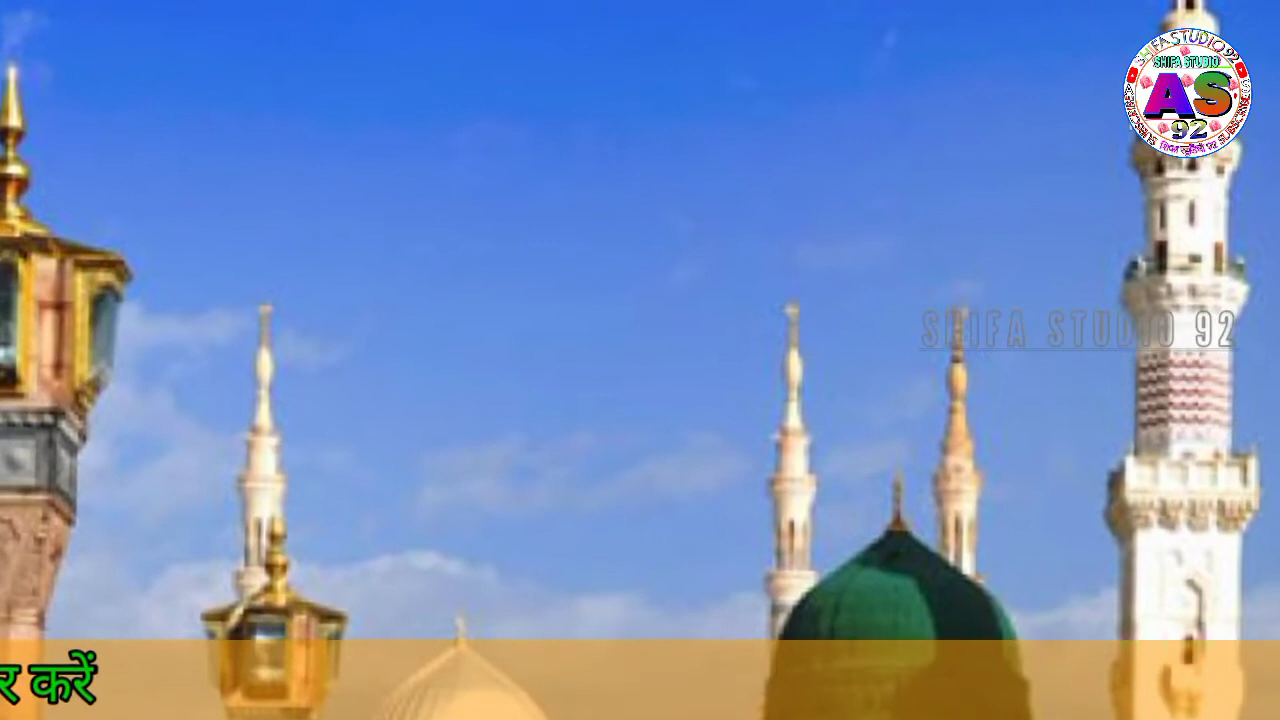 SHIFA STUDIO 92
SHIFA STUDIO
AS
92
SHIFA STUDIO 92
र करें